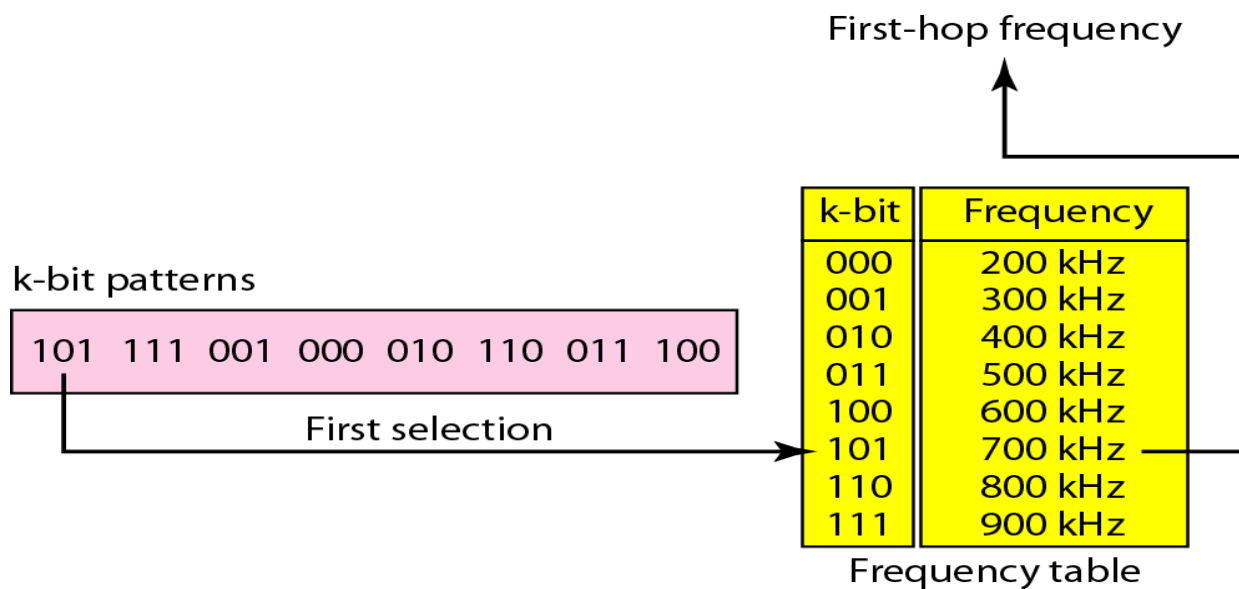 First-hop frequency
k-bit Frequency
000 200 kHz
001 300 kHz
010 400 kHz
011 500 kHz
100 600 kHz
101 700 kHz
110 800 kHz
111 900 kHz
Frequency table
k-bit patterns
101 111 001 000 010 110 011 100
First selection